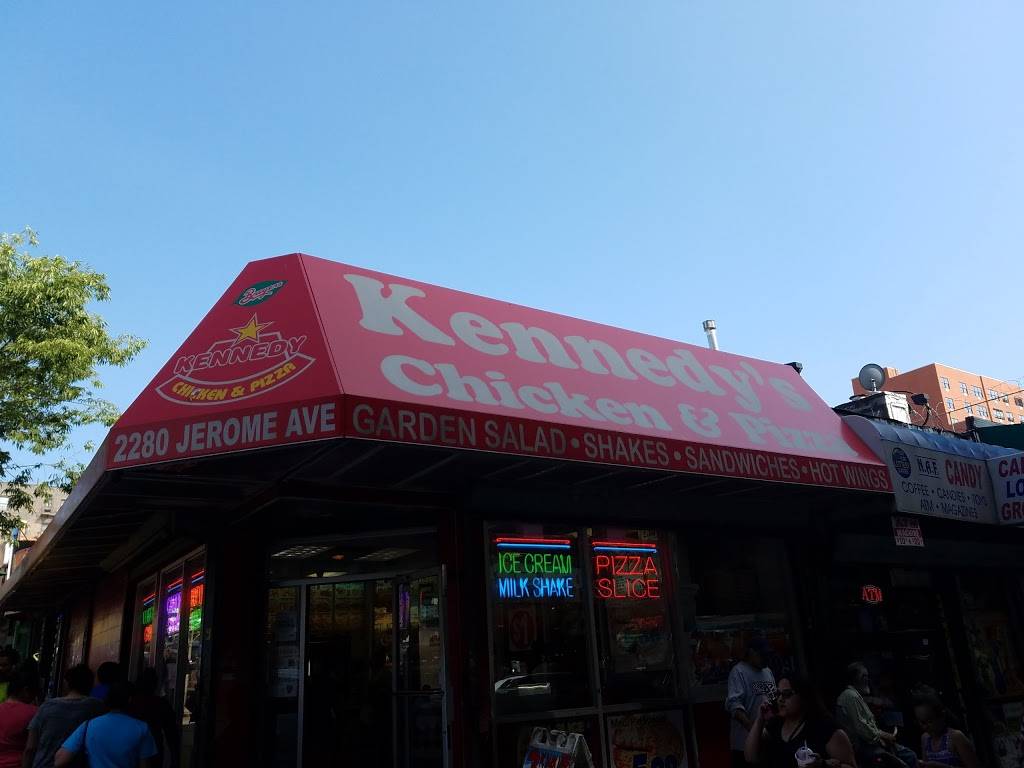 KENNEDY
CHICKEN & PIZZA
2280 JEROME AVE
Kennedy's
Chicken & Pizza
GARDEN SALAD • SHAKES • SANDWICHES • HOT WINGS
ICE CREAM
MILK SHAKE
PIZZA
SLICE
H.A.F. CANDY
COFFEE • CANDIES • TOYS
ATM • MAGAZINES
ATM